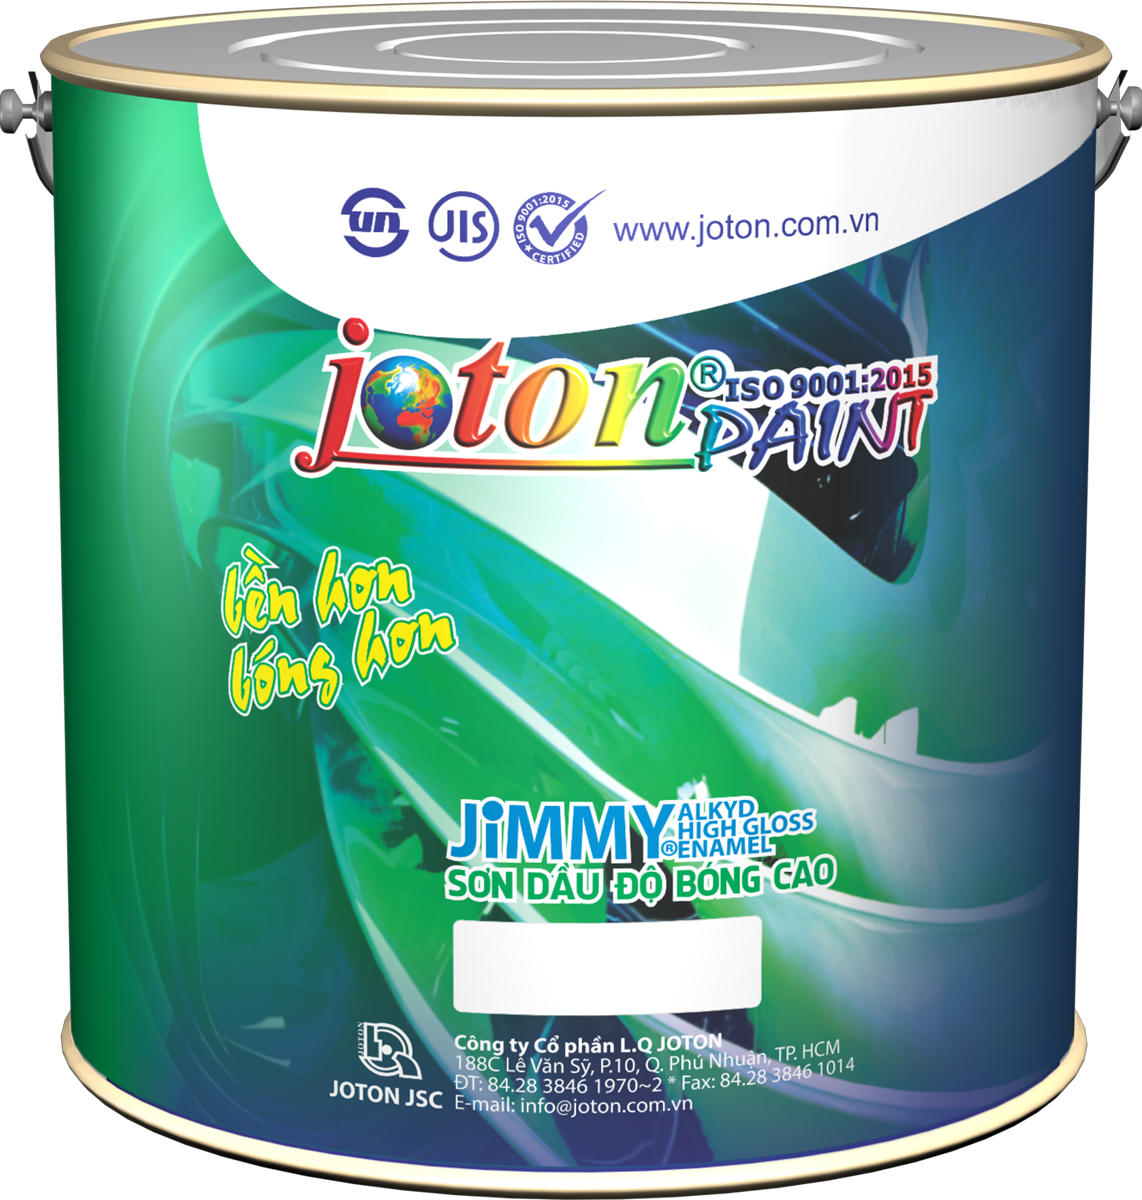 un
JIS
ISO 9001:2015
CERTIFIED
www.joton.com.vn
joton® ISO 9001:2015
PAINT
bền hơn
bóng hơn
JiMMY® ALKYD
HIGH GLOSS
ENAMEL
SƠN DẦU ĐỘ BÓNG CAO
JOTON
JOTON JSC
Công ty Cổ phần L.Q JOTON
188C Lê Văn Sỹ, P.10, Q. Phú Nhuận, TP. HCM
ĐT: 84.28 3846 1970~2 * Fax: 84.28 3846 1014
E-mail: info@joton.com.vn